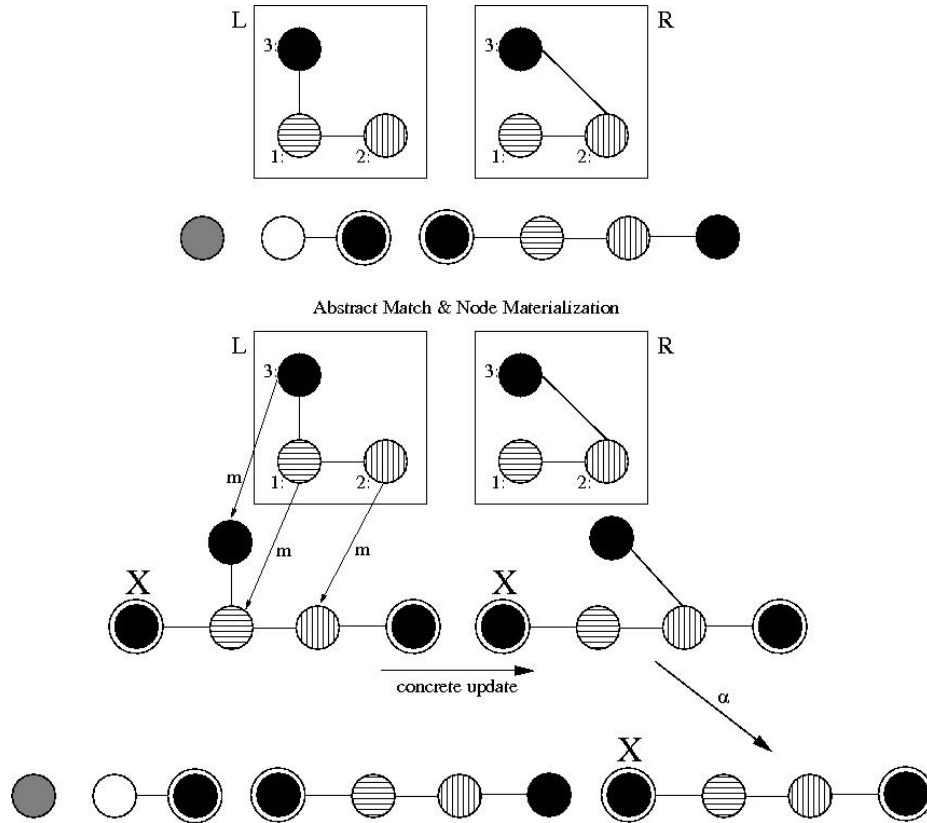 L R
3: 3:
1: 2: 1: 2:
Abstract Match & Node Materialization
L R
3: 3:
1: 2: 1: 2:
m
m m
X X
concrete update
α
X